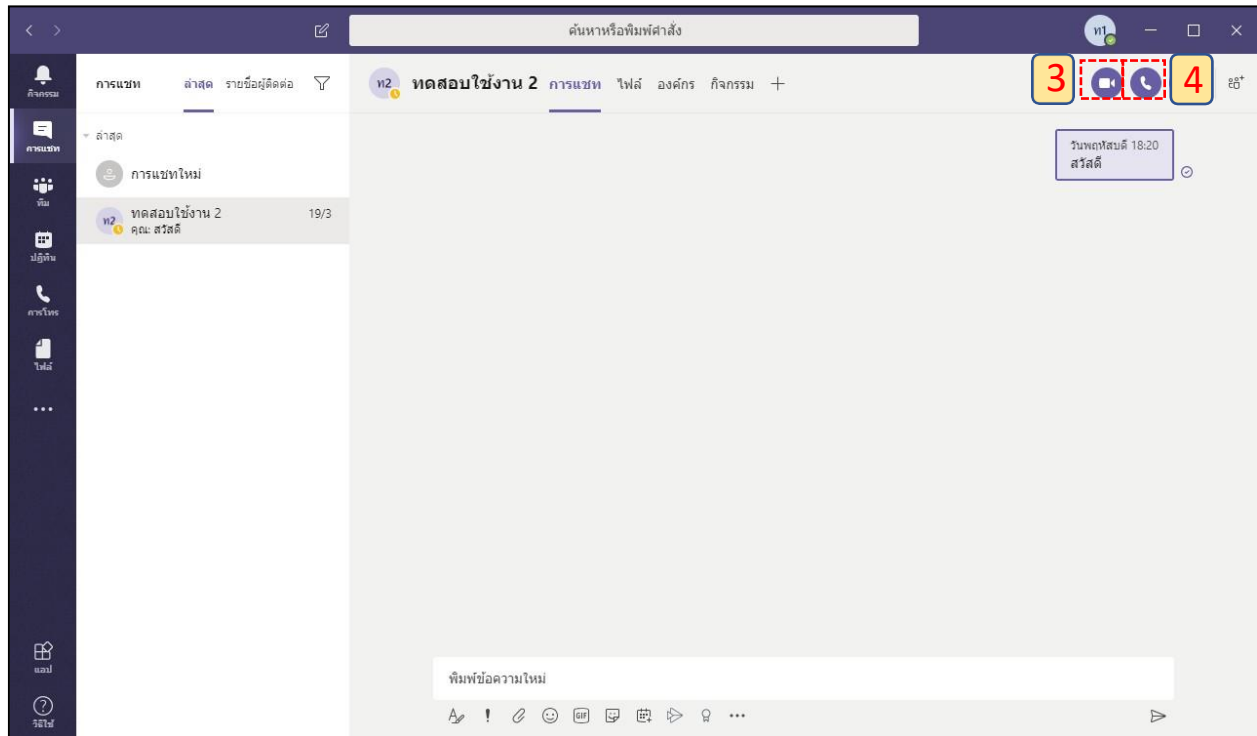 ค้นหาหรือพิมพ์คำสั่ง
ท1
กิจกรรม
การแชท
ทีม
ปฏิทิน
การโทร
ไฟล์
แอป
วิธีใช้
การแชท ล่าสุด รายชื่อผู้ติดต่อ
ล่าสุด
การแชทใหม่
ท2 ทดสอบใช้งาน 2 19/3
คุณ: สวัสดี
ท2 ทดสอบใช้งาน 2 การแชท ไฟล์ องค์กร กิจกรรม
3 4
วันพฤหัสบดี 18:20
สวัสดี
พิมพ์ข้อความใหม่
GIF